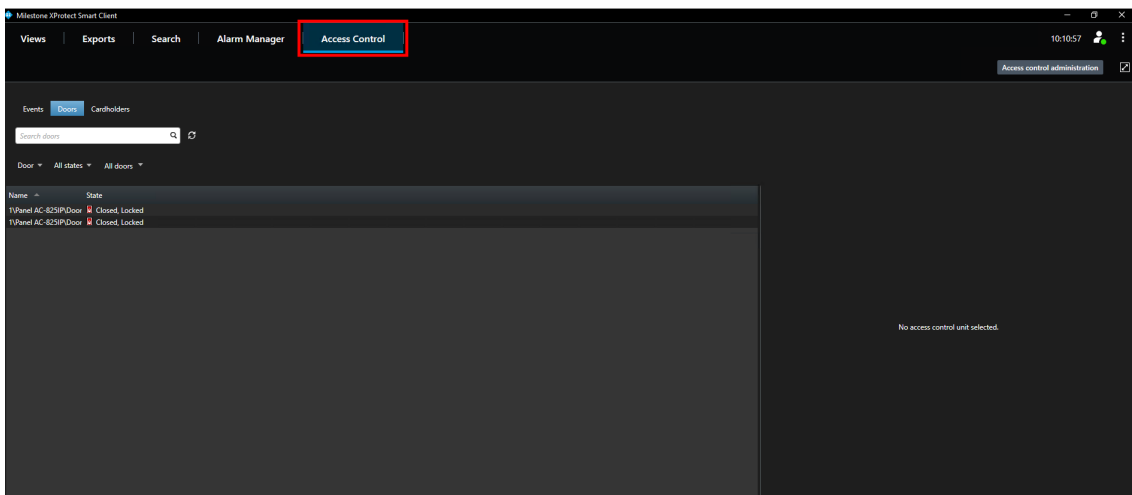 Milestone XProtect Smart Client
Views Exports Search Alarm Manager Access Control 10:10:57
Access control administration
Events Doors Cardholders
Search doors
Door All states All doors
Name State
1\Panel AC-825IP\Door Closed, Locked
1\Panel AC-825IP\Door Closed, Locked
No access control unit selected.